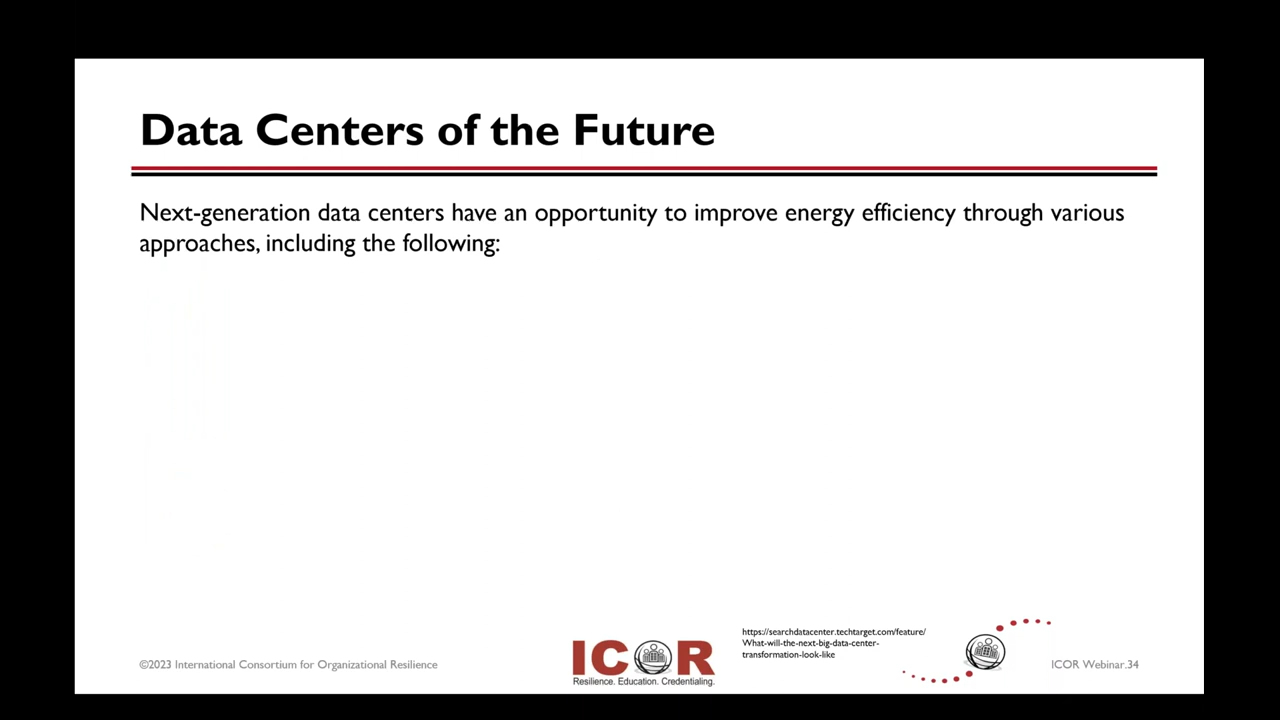 Data Centers of the Future
Next-generation data centers have an opportunity to improve energy efficiency through various
approaches, including the following:
https://searchdatacenter.techtarget.com/feature/
What-will-the-next-big-data-center-
transformation-look-like
©2023 International Consortium for Organizational Resilience
ICOR
Resilience. Education. Credentialing.
ICOR Webinar.34